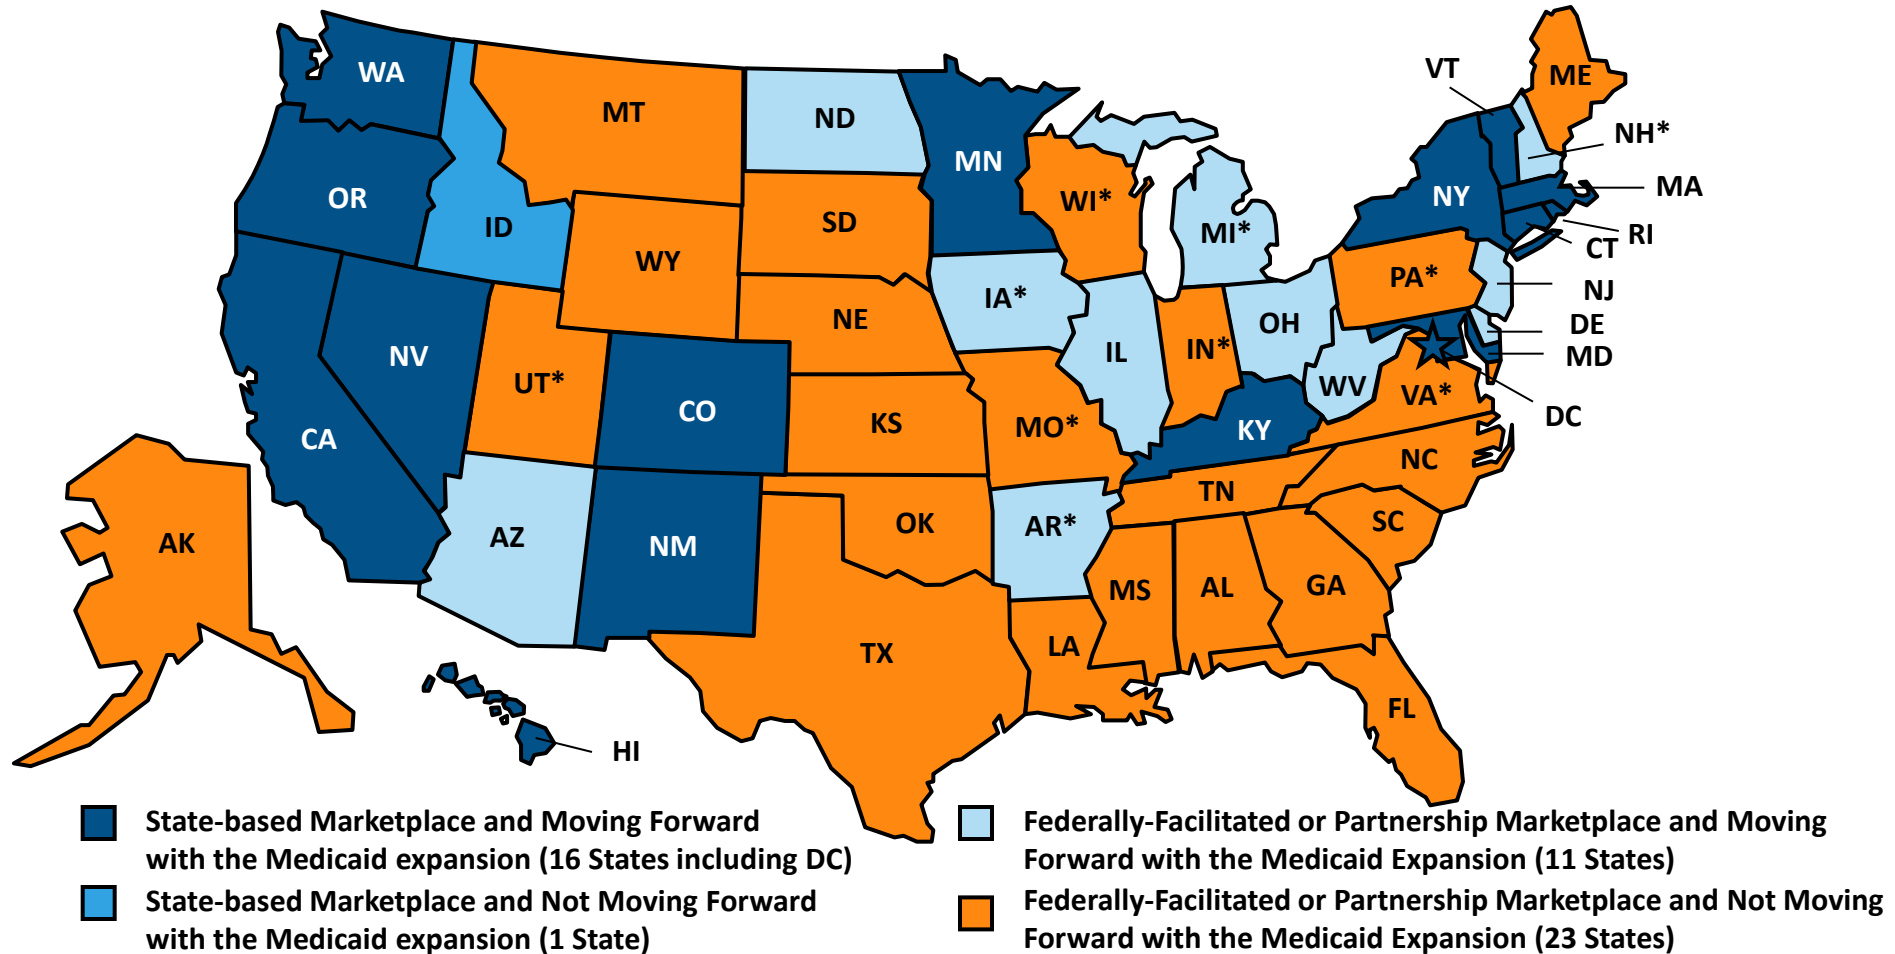 WA
MT
ND
MN
VT
ME
NH*
OR
ID
SD
WI*
MI*
NY
MA
RI
CT
WY
PA*
NJ
IA*
NE
OH
DE
NV
IL
IN*
MD
UT*
WV
VA*
CO
KS
MO*
KY
DC
CA
NC
TN
AK
AZ
NM
OK
AR*
SC
MS
AL
GA
TX
LA
FL
HI
State-based Marketplace and Moving Forward
with the Medicaid expansion (16 States including DC)
State-based Marketplace and Not Moving Forward
with the Medicaid expansion (1 State)
Federally-Facilitated or Partnership Marketplace and Moving
Forward with the Medicaid Expansion (11 States)
Federally-Facilitated or Partnership Marketplace and Not Moving
Forward with the Medicaid Expansion (23 States)